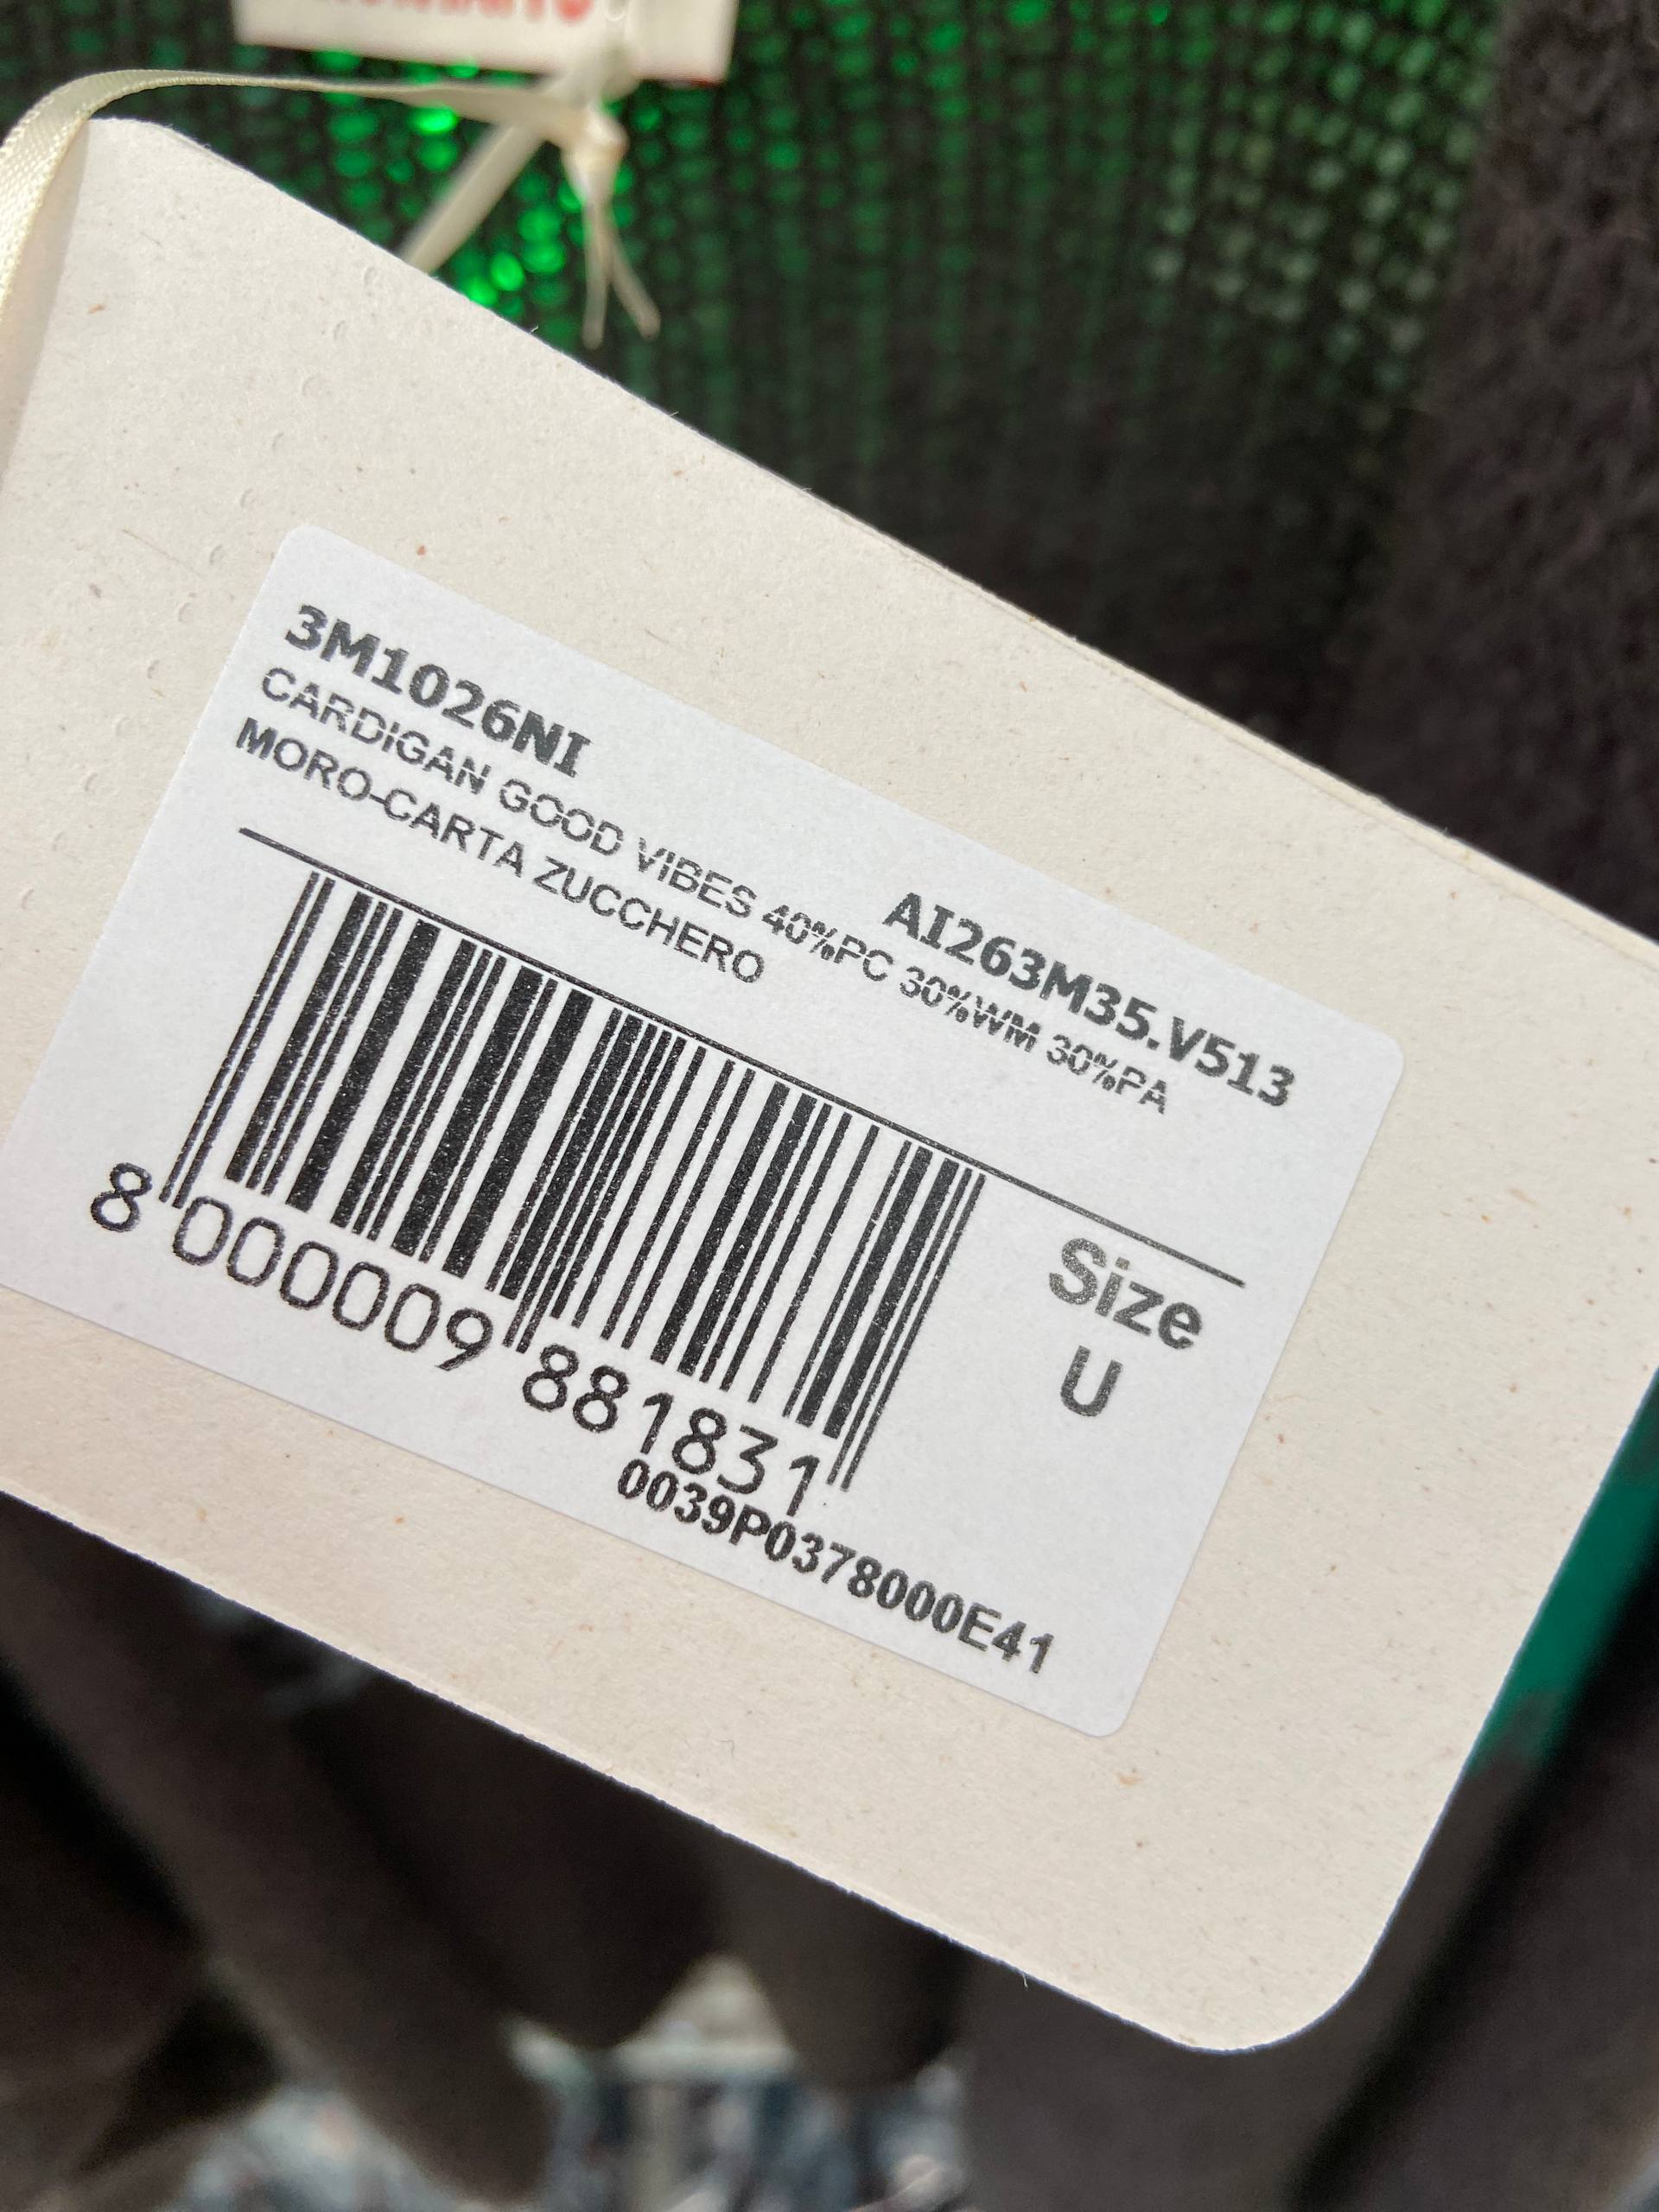 3M1026NI
AI263M35.V513
CARDIGAN GOOD VIBES 40%PC 30%WM 30%PA
MORO-CARTA ZUCCHERO
Size
U
8 000009 881831
0039P0378000E41